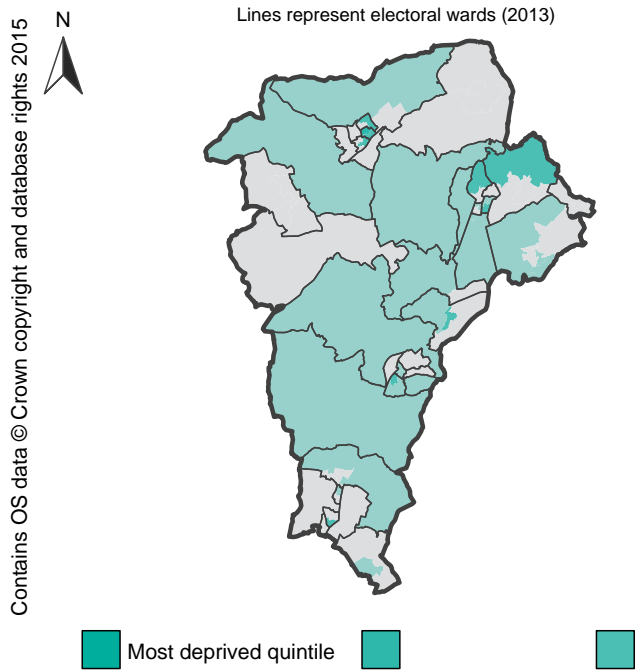 Lines represent electoral wards (2013)
N
Contains OS data © Crown copyright and database rights 2015
Most deprived quintile